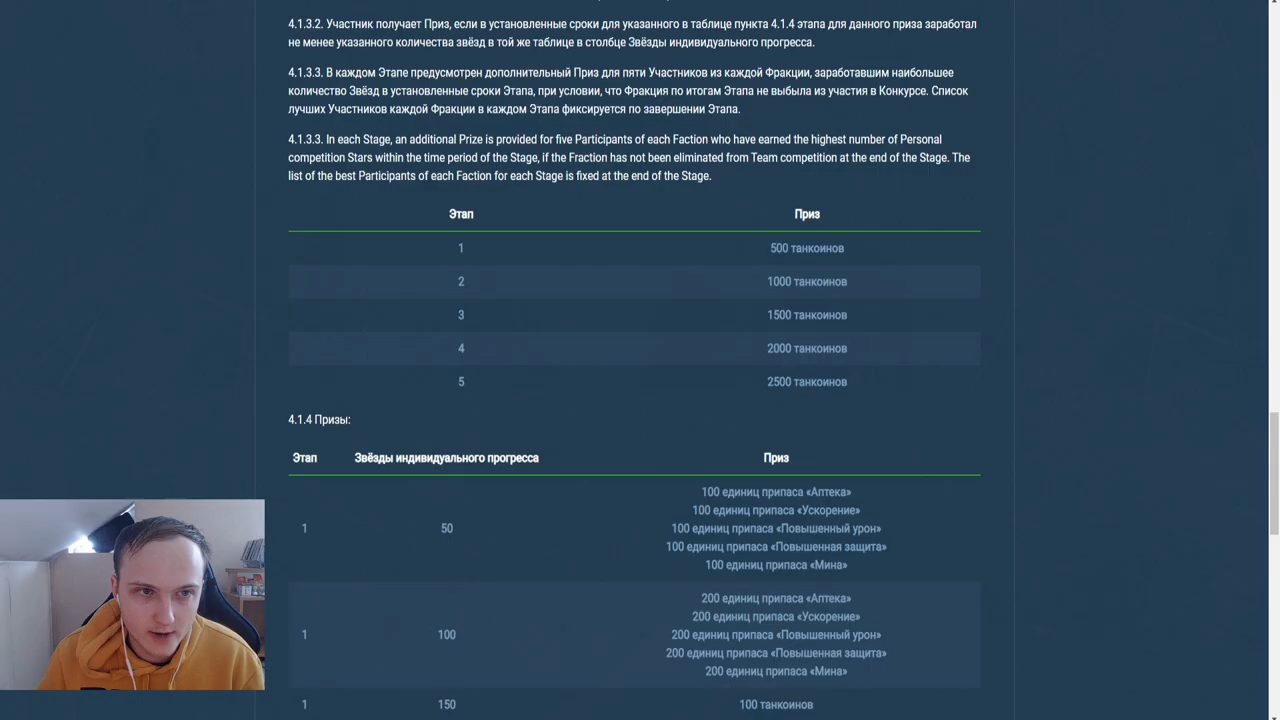 4.1.3.2. Участник получает Приз, если в установленные сроки для указанного в таблице пункта 4.1.4 этапа для данного приза заработал
не менее указанного количества звёзд в той же таблице в столбце Звёзды индивидуального прогресса.
4.1.3.3. В каждом Этапе предусмотрен дополнительный Приз для пяти Участников из каждой Фракции, заработавшим наибольшее
количество Звёзд в установленные сроки Этапа, при условии, что Фракция по итогам Этапа не выбыла из участия в Конкурсе. Список
лучших Участников каждой Фракции в каждом Этапа фиксируется по завершении Этапа.
4.1.3.3. In each Stage, an additional Prize is provided for five Participants of each Faction who have earned the highest number of Personal
competition Stars within the time period of the Stage, if the Fraction has not been eliminated from Team competition at the end of the Stage. The
list of the best Participants of each Faction for each Stage is fixed at the end of the Stage.
Этап Приз
1 500 танкоинов
2 1000 танкоинов
3 1500 танкоинов
4 2000 танкоинов
5 2500 танкоинов
4.1.4 Призы:
Этап Звёзды индивидуального прогресса Приз
100 единиц припаса «Аптека»
100 единиц припаса «Ускорение»
1 50 100 единиц припаса «Повышенный урон»
100 единиц припаса «Повышенная защита»
100 единиц припаса «Мина»
200 единиц припаса «Аптека»
200 единиц припаса «Ускорение»
1 100 200 единиц припаса «Повышенный урон»
200 единиц припаса «Повышенная защита»
200 единиц припаса «Мина»
1 150 100 танкоинов